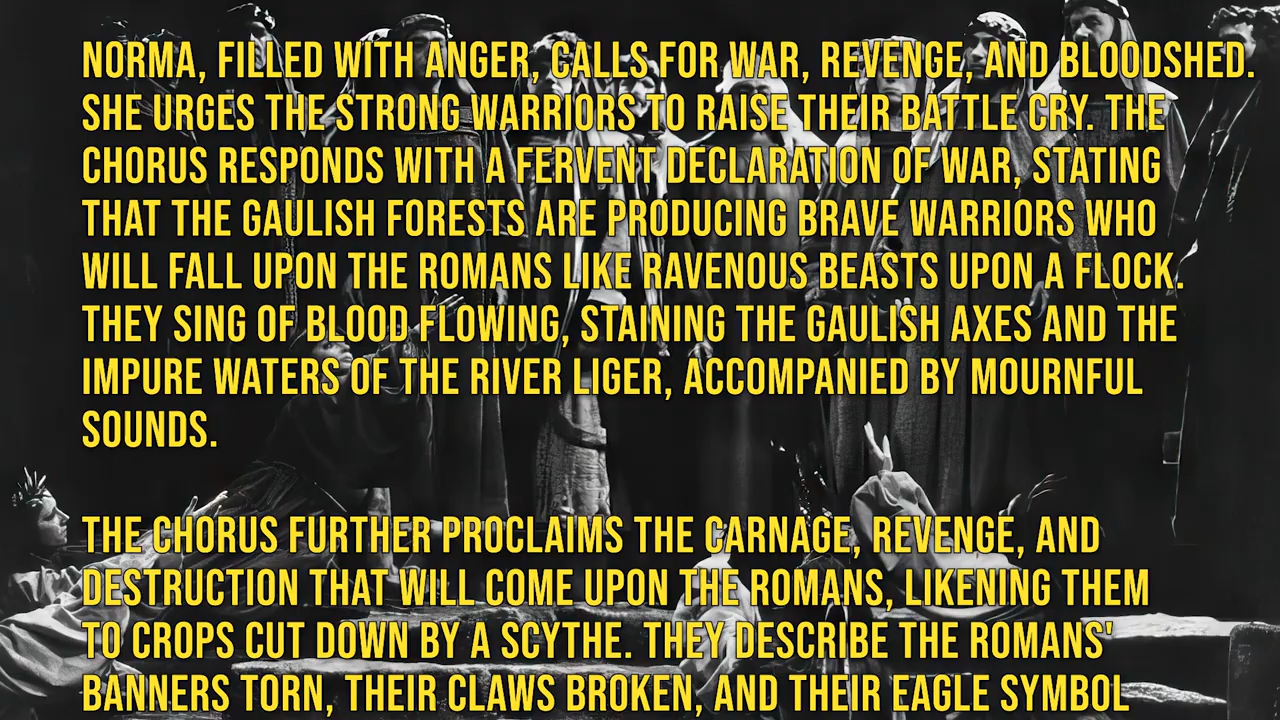 NORMA, FILLED WITH ANGER, CALLS FOR WAR, REVENGE, AND BLOODSHED.
SHE URGES THE STRONG WARRIORS TO RAISE THEIR BATTLE CRY. THE
CHORUS RESPONDS WITH A FERVENT DECLARATION OF WAR, STATING
THAT THE GAULISH FORESTS ARE PRODUCING BRAVE WARRIORS WHO
WILL FALL UPON THE ROMANS LIKE RAVENOUS BEASTS UPON A FLOCK.
THEY SING OF BLOOD FLOWING, STAINING THE GAULISH AXES AND THE
IMPURE WATERS OF THE RIVER LIGER, ACCOMPANIED BY MOURNFUL
SOUNDS.
THE CHORUS FURTHER PROCLAIMS THE CARNAGE, REVENGE, AND
DESTRUCTION THAT WILL COME UPON THE ROMANS, LIKENING THEM
TO CROPS CUT DOWN BY A SCYTHE. THEY DESCRIBE THE ROMANS'
BANNERS TORN, THEIR CLAWS BROKEN, AND THEIR EAGLE SYMBOL